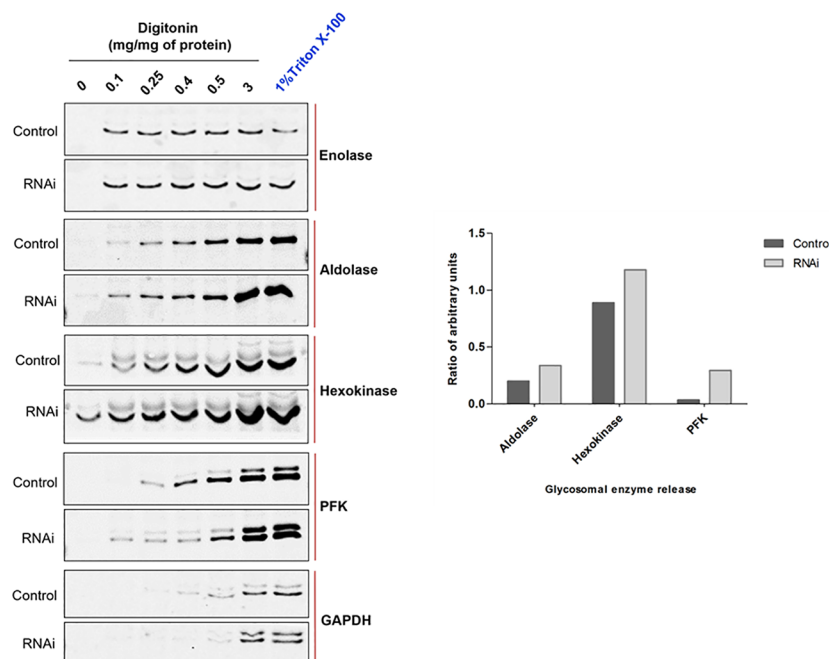 Digitonin
(mg/mg of protein)
0 0.1 0.25 0.4 0.5 3 1%Triton X-100
Control
RNAi
Enolase
Control
RNAi
Aldolase
Control
RNAi
Hexokinase
Control
RNAi
PFK
Control
RNAi
GAPDH
Ratio of arbitrary units
1.5
1.0
0.5
0.0
Aldolase
Hexokinase
PFK
Glycosomal enzyme release
Contro
RNAi